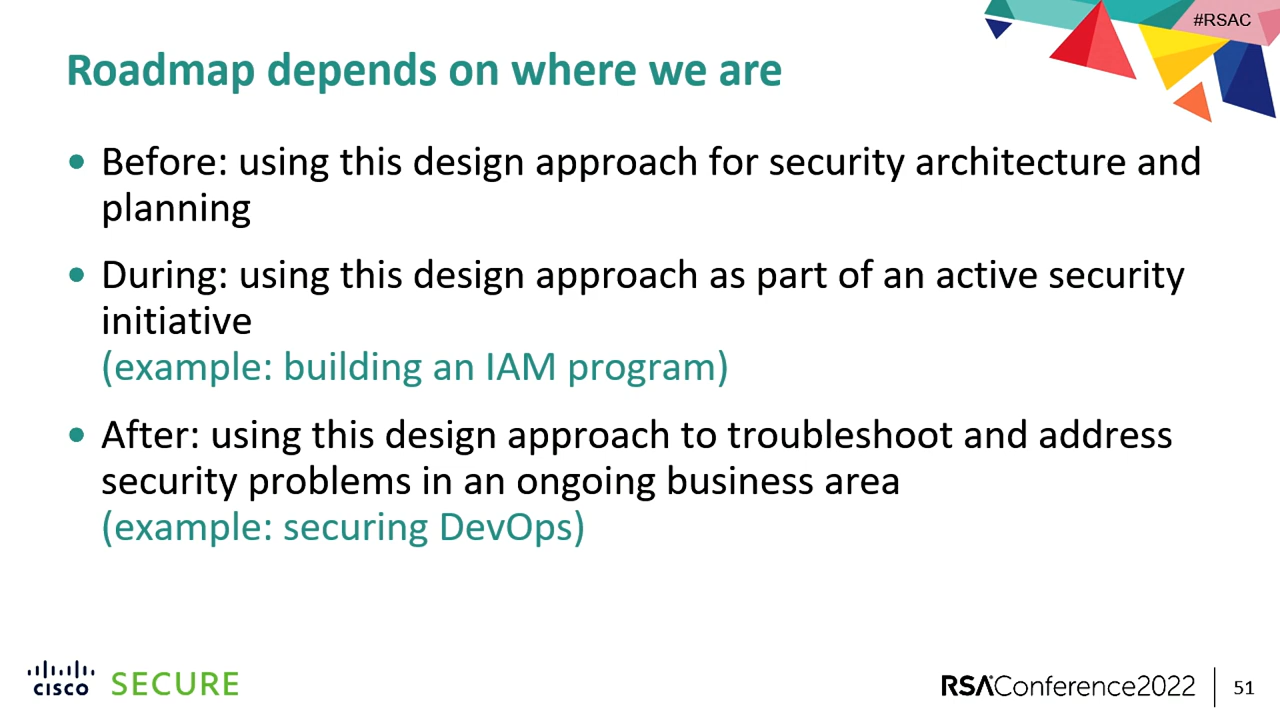 #RSAC
Roadmap depends on where we are
• Before: using this design approach for security architecture and
planning
• During: using this design approach as part of an active security
initiative
(example: building an IAM program)
• After: using this design approach to troubleshoot and address
security problems in an ongoing business area
(example: securing DevOps)
CISCO SECURE
RSAConference2022 51